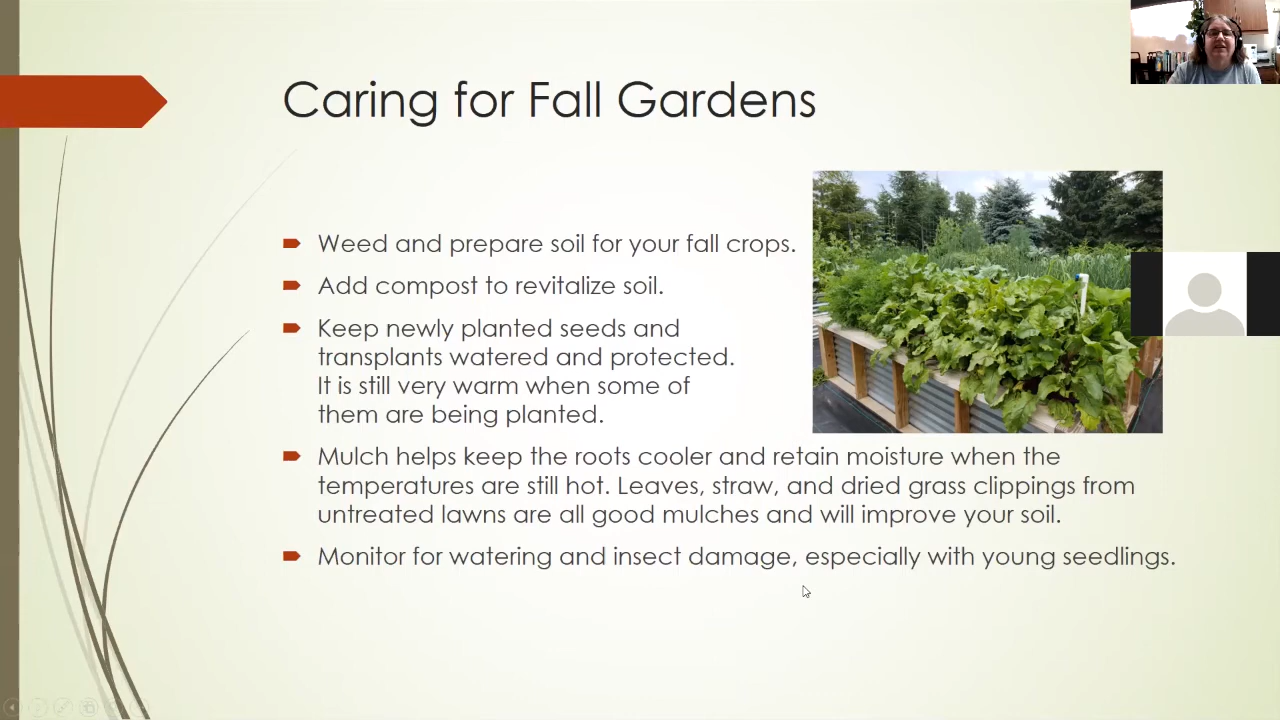 Caring for Fall Gardens
Weed and prepare soil for your fall crops.
Add compost to revitalize soil.
Keep newly planted seeds and
transplants watered and protected.
It is still very warm when some of
them are being planted.
Mulch helps keep the roots cooler and retain moisture when the
temperatures are still hot. Leaves, straw, and dried grass clippings from
untreated lawns are all good mulches and will improve your soil.
Monitor for watering and insect damage, especially with young seedlings.